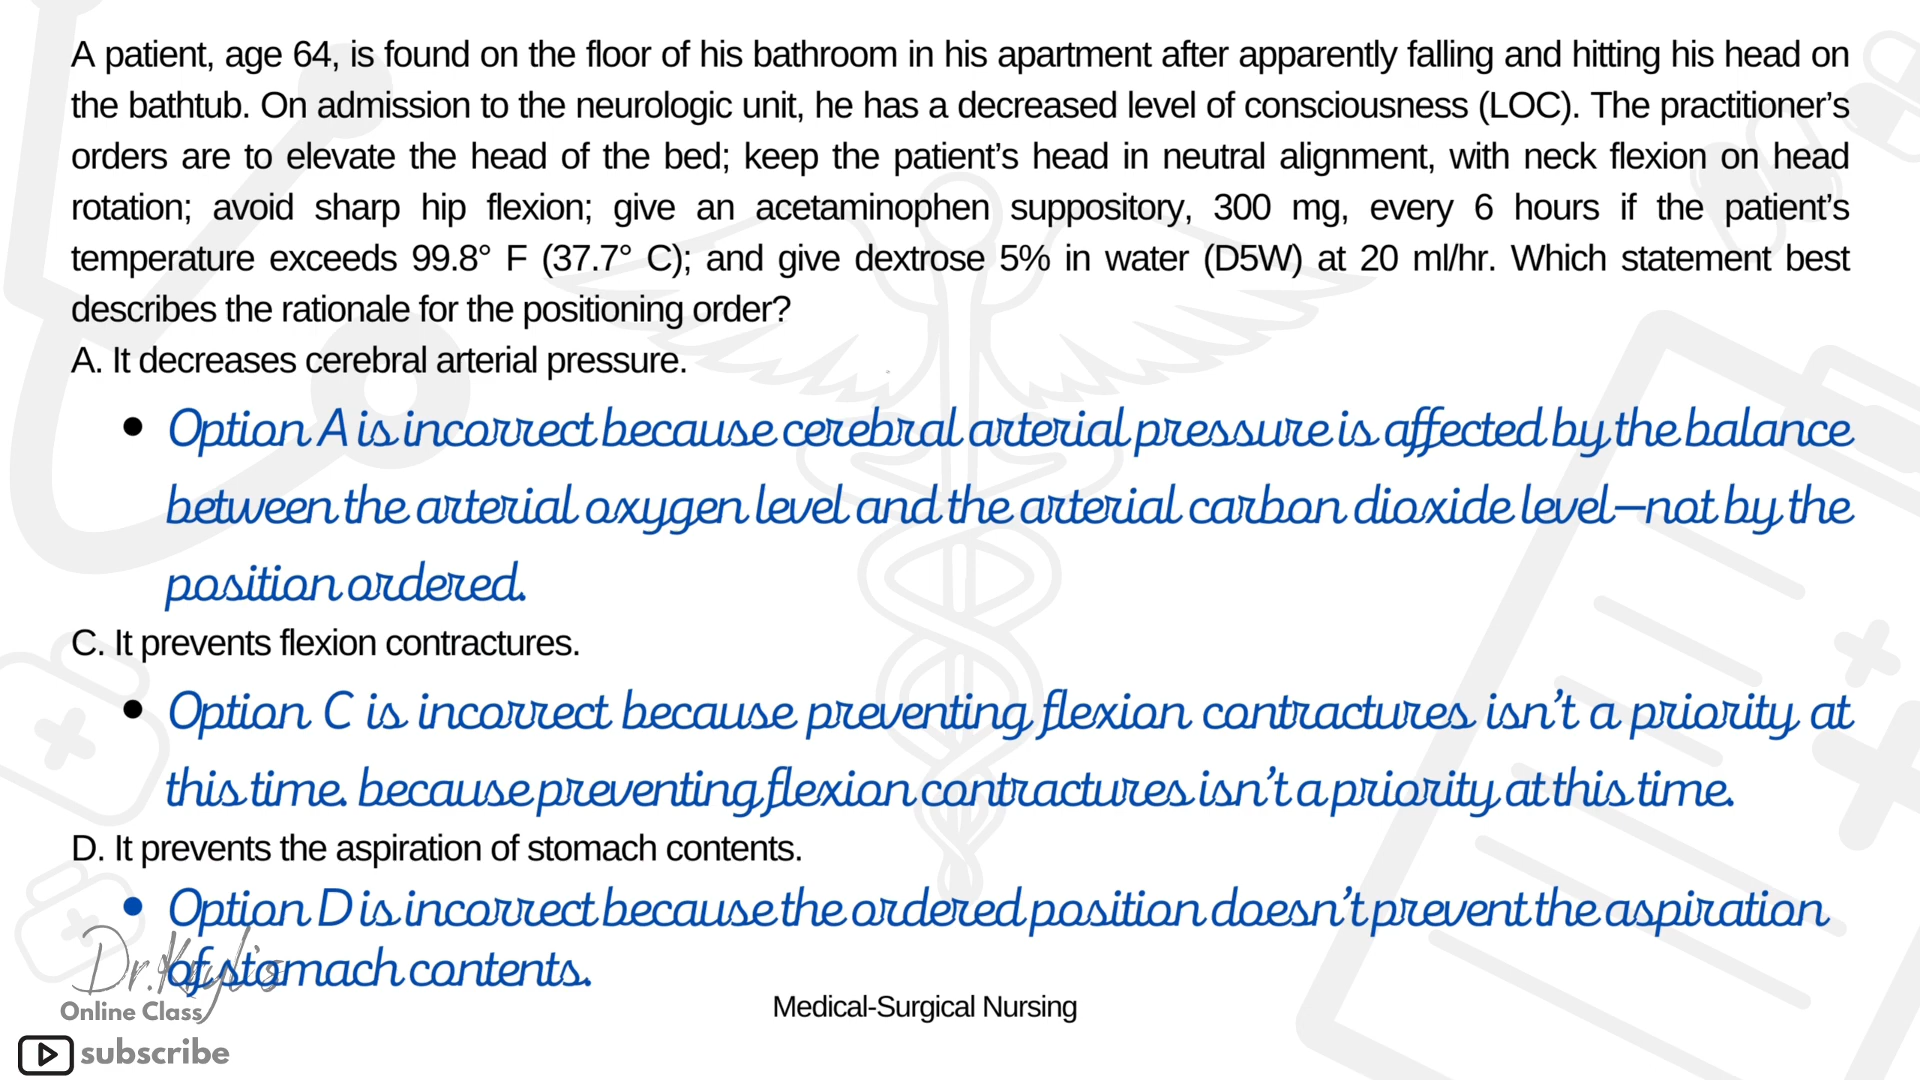 A patient, age 64, is found on the floor of his bathroom in his apartment after apparently falling and hitting his head on
the bathtub. On admission to the neurologic unit, he has a decreased level of consciousness (LOC). The practitioner’s
orders are to elevate the head of the bed; keep the patient’s head in neutral alignment, with neck flexion on head
rotation; avoid sharp hip flexion; give an acetaminophen suppository, 300 mg, every 6 hours if the patient’s
temperature exceeds 99.8° F (37.7° C); and give dextrose 5% in water (D5W) at 20 ml/hr. Which statement best
describes the rationale for the positioning order?
A. It decreases cerebral arterial pressure.
• Option A is incorrect because cerebral arterial pressure is affected by the balance
between the arterial oxygen level and the arterial carbon dioxide level—not by the
position ordered.
C. It prevents flexion contractures.
• Option C is incorrect because preventing flexion contractures isn’t a priority at
this time. because preventing flexion contractures isn’t a priority at this time.
D. It prevents the aspiration of stomach contents.
• Option D is incorrect because the ordered position doesn’t prevent the aspiration
of stomach contents.
Dr.
Online Class
Medical-Surgical Nursing
subscribe